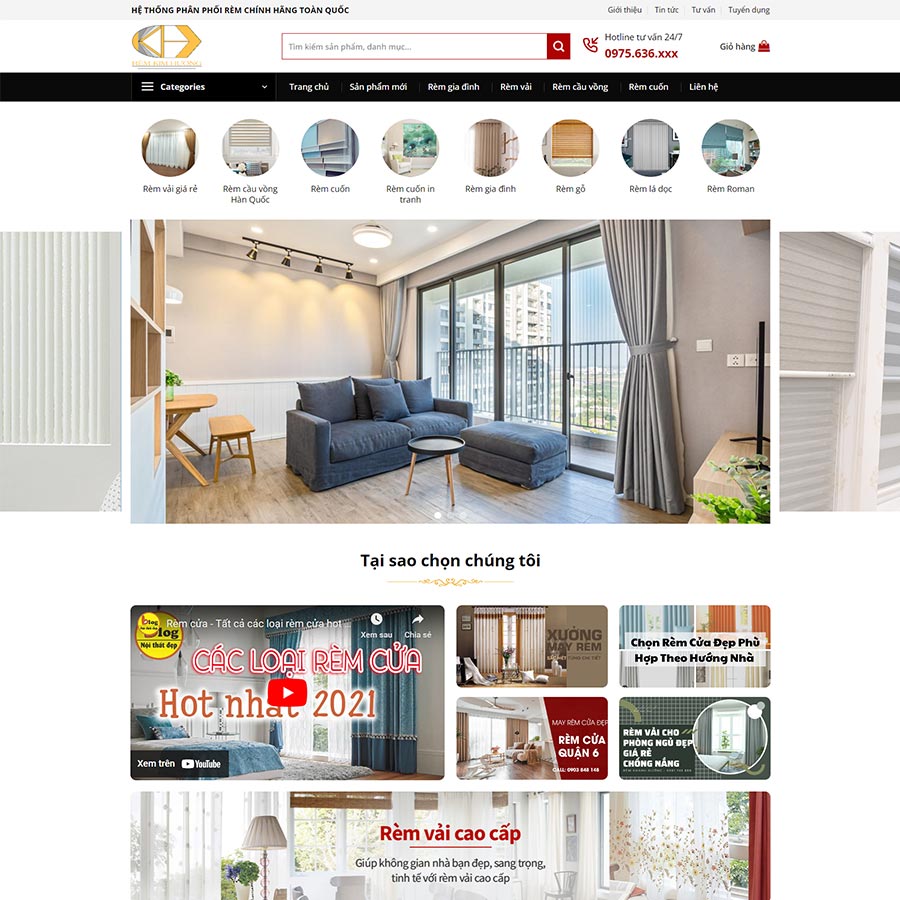 HỆ THỐNG PHÂN PHỐI RÈM CHÍNH HÃNG TOÀN QUỐC
Giới thiệu
Tin tức
Tư vấn
Tuyển dụng
RÈM KIM HƯƠNG
Tìm kiếm sản phẩm, danh mục...
Hotline tư vấn 24/7
0975.636.xxx
Giỏ hàng
Categories
Trang chủ
Sản phẩm mới
Rèm gia đình
Rèm vải
Rèm cầu vồng
Rèm cuốn
Liên hệ
Rèm vải giá rẻ
Rèm cầu vồng
Hàn Quốc
Rèm cuốn
Rèm cuốn in
tranh
Rèm gia đình
Rèm gỗ
Rèm lá dọc
Rèm Roman
Tại sao chọn chúng tôi
Blog
Nội thất đẹp
Rèm cửa - Tất cả các loại rèm cửa hot ...
Xem sau
Chia sẻ
CÁC LOẠI RÈM CỬA
Hot nhất 2021
Xem trên YouTube
XƯỞNG
MAY RÈM
Chọn Rèm Cửa Đẹp Phù
Hợp Theo Hướng Nhà
MAY RÈM CỬA ĐẸP
RÈM CỬA
QUẬN 6
CALL: 0903 848 148
RÈM VẢI CHO
PHÒNG NGỦ ĐẸP
GIÁ RẺ
CHỐNG NẮNG
Rèm vải cao cấp
Giúp không gian nhà bạn đẹp, sang trọng,
tinh tế với rèm vải cao cấp